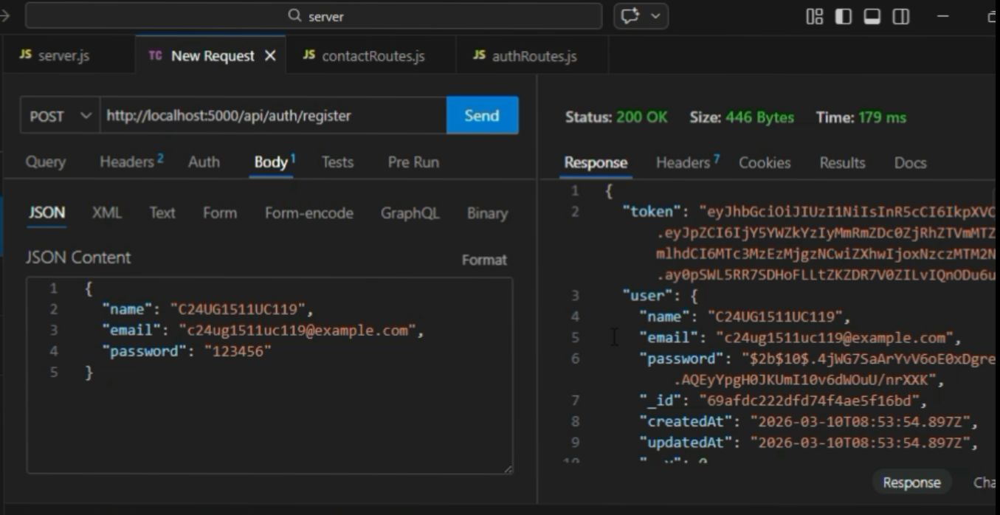 server
JS server.js
TC New Request
JS contactRoutes.js
JS authRoutes.js
POST http://localhost:5000/api/auth/register Send
Status: 200 OK Size: 446 Bytes Time: 179 ms
Query Headers 2 Auth Body 1 Tests Pre Run
Response Headers 7 Cookies Results Docs
JSON XML Text Form Form-encode GraphQL Binary
JSON Content Format
1 {
2 "name": "C24UG1511UC119",
3 "email": "c24ug1511uc119@example.com",
4 "password": "123456"
5 }
1 {
2 "token": "eyJhbGciOiJIUzI1NiIsInR5cCI6IkpXVC
.eyJpZCI6IjY5YWZkYzIyMmRmZDc0ZjRhZTVmMTZ
mlhdCI6MTc3MzEzMjgzNCwiZXhwIjoxNzczMTM2N
.ay0pSWL5RR7SDHoFLLtZKZDR7V0ZILvIQnODu6u
3 "user": {
4 "name": "C24UG1511UC119",
5 "email": "c24ug1511uc119@example.com",
6 "password": "$2b$10$.4jWG7SaArYvV6oE0xDgre
.AQEyYpgH0JKUmI10v6dWOuU/nrXXK",
7 "_id": "69afdc222dfd74f4ae5f16bd",
8 "createdAt": "2026-03-10T08:53:54.897Z",
9 "updatedAt": "2026-03-10T08:53:54.897Z",
Response